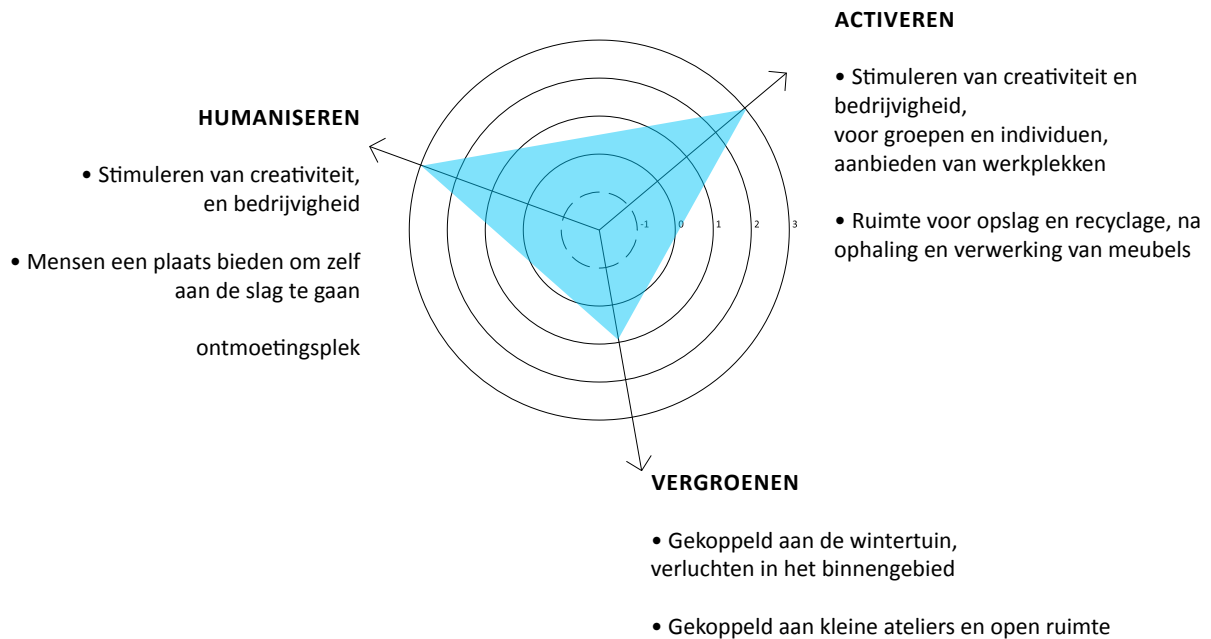 ACTIVEREN
• Stimuleren van creativiteit en
bedrijvigheid,
voor groepen en individuen,
aanbieden van werkplekken
• Ruimte voor opslag en recyclage, na
ophaling en verwerking van meubels
HUMANISEREN
• Stimuleren van creativiteit,
en bedrijvigheid
• Mensen een plaats bieden om zelf
aan de slag te gaan
ontmoetingsplek
-1 0 1 2 3
VERGROENEN
• Gekoppeld aan de wintertuin,
verluchten in het binnengebied
• Gekoppeld aan kleine ateliers en open ruimte